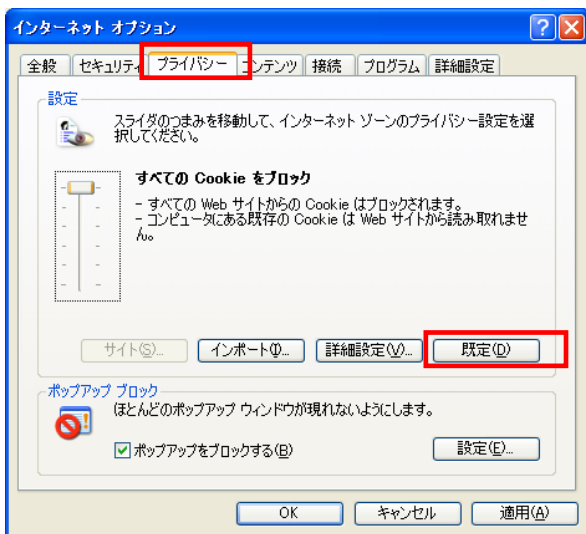 インターネット オプション
全般 セキュリティ プライバシー コンテンツ 接続 プログラム 詳細設定
設定
スライダのつまみを移動して、インターネット ゾーンのプライバシー設定を選
択してください。
すべての Cookie をブロック
- すべての Web サイトからの Cookie はブロックされます。
- コンピュータにある既存の Cookie は Web サイトから読み取れませ
ん。
サイト(S)... インポート(I)... 詳細設定(V)... 既定(D)
ポップアップ ブロック
ほとんどのポップアップ ウィンドウが現れないようにします。
ポップアップをブロックする(B) 設定(E)...
OK キャンセル 適用(A)